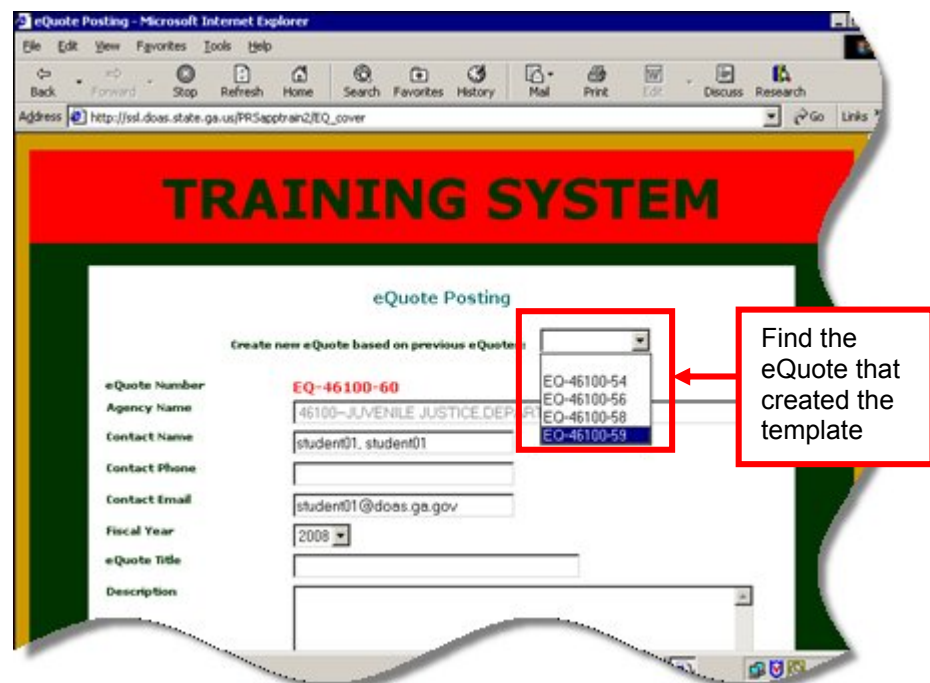 eQuote Posting - Microsoft Internet Explorer
File Edit View Favorites Tools Help
Back Forward Stop Refresh Home Search Favorites History Mail Print Edit Discuss Research
Address http://ssl.doas.state.ga.us/PRSapptrain2/EQ_cover Go Links
TRAINING SYSTEM
eQuote Posting
Create new eQuote based on previous eQuotes:
EQ-46100-54
EQ-46100-56
EQ-46100-58
EQ-46100-59
Find the
eQuote that
created the
template
eQuote Number EQ-46100-60
Agency Name 46100--JUVENILE JUSTICE,DEPART
Contact Name student01, student01
Contact Phone
Contact Email student01@doas.ga.gov
Fiscal Year 2008
eQuote Title
Description